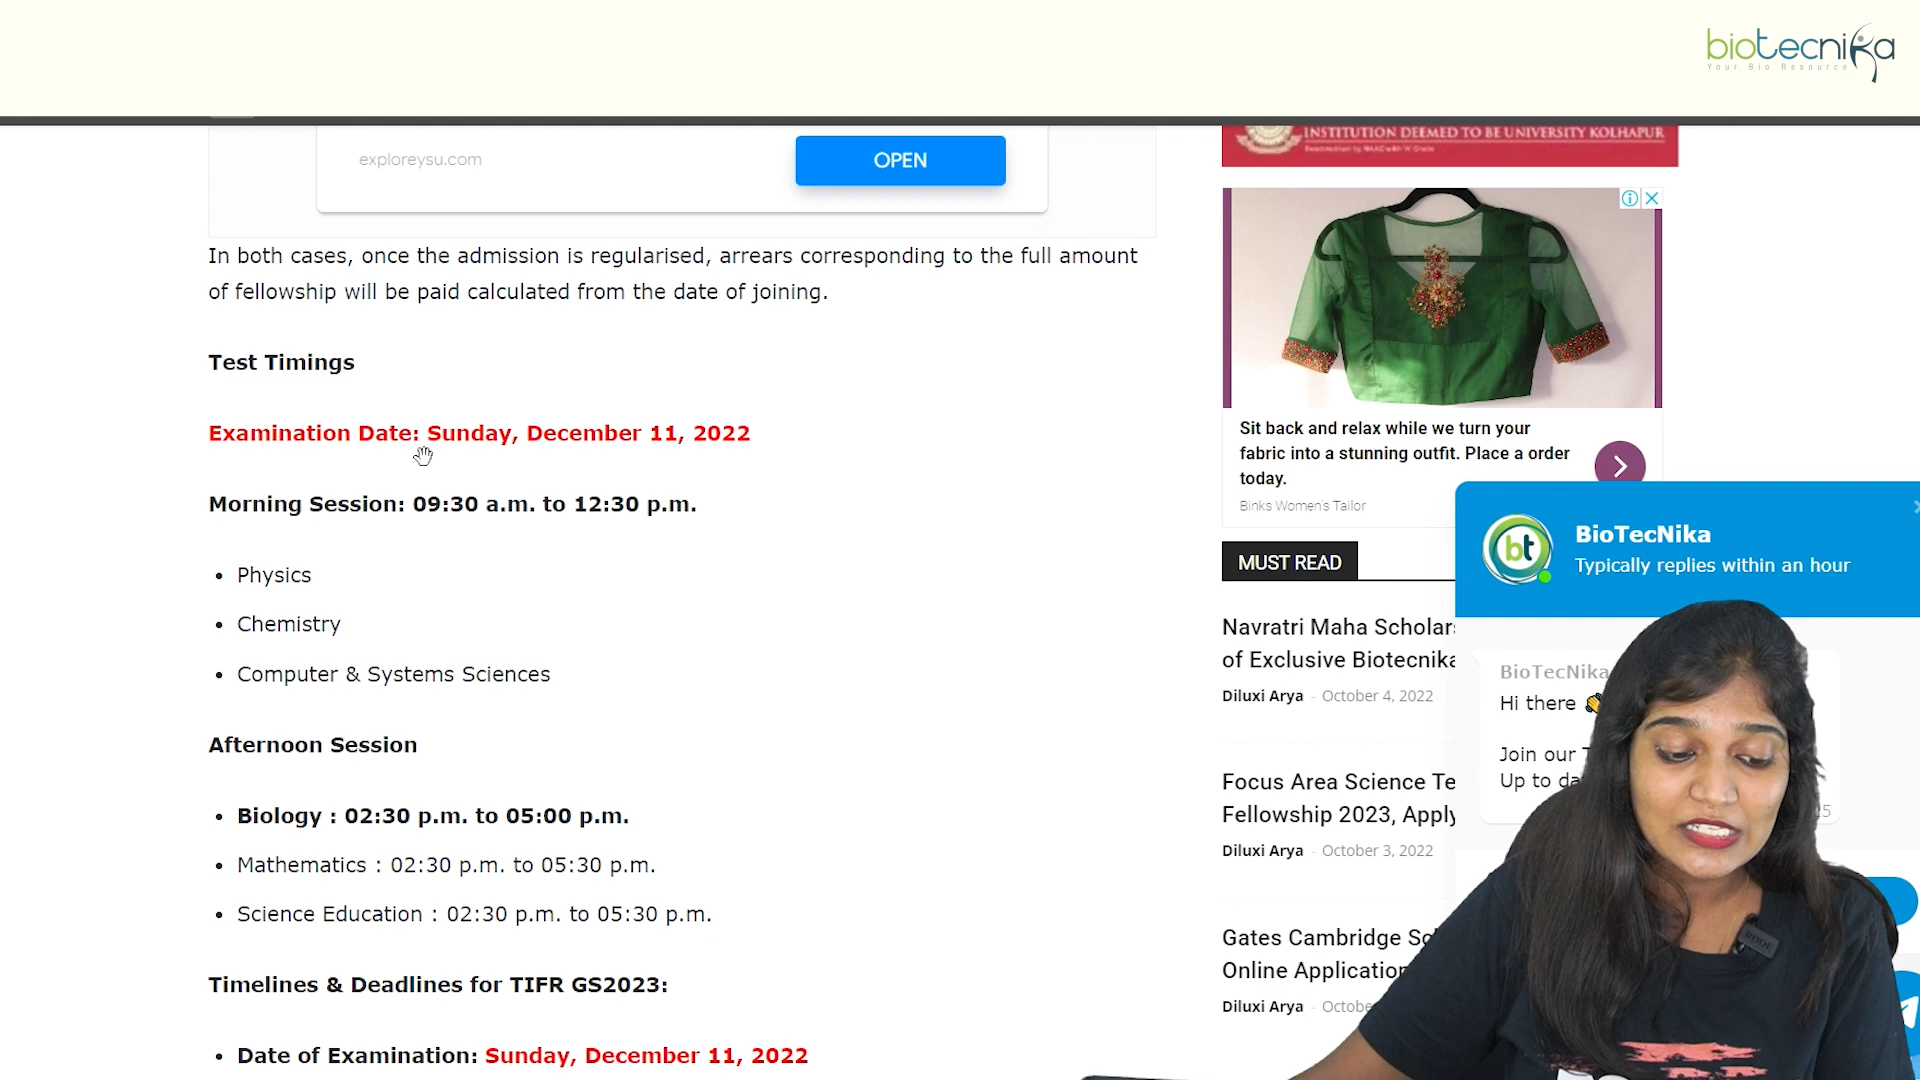 biotecnika
Your Bio Resource
exploreysu.com
OPEN
In both cases, once the admission is regularised, arrears corresponding to the full amount
of fellowship will be paid calculated from the date of joining.
Test Timings
Examination Date: Sunday, December 11, 2022
Morning Session: 09:30 a.m. to 12:30 p.m.
• Physics
• Chemistry
• Computer & Systems Sciences
Afternoon Session
• Biology : 02:30 p.m. to 05:00 p.m.
• Mathematics : 02:30 p.m. to 05:30 p.m.
• Science Education : 02:30 p.m. to 05:30 p.m.
Timelines & Deadlines for TIFR GS2023:
• Date of Examination: Sunday, December 11, 2022
INSTITUTION DEEMED TO BE UNIVERSITY KOLHAPUR
Sit back and relax while we turn your
fabric into a stunning outfit. Place a order
today.
Binks Women's Tailor
MUST READ
Navratri Maha
of Exclusive Biotecnika
Diluxi Arya - October 4, 2022
Focus Area Science
Fellowship 2023, Apply
Diluxi Arya - October 3, 2022
Gates Cambridge
Online
Diluxi Arya -
bt
BioTecNika
Typically replies within an hour
BioTecNika
Hi there
Join our
Up to
RODE